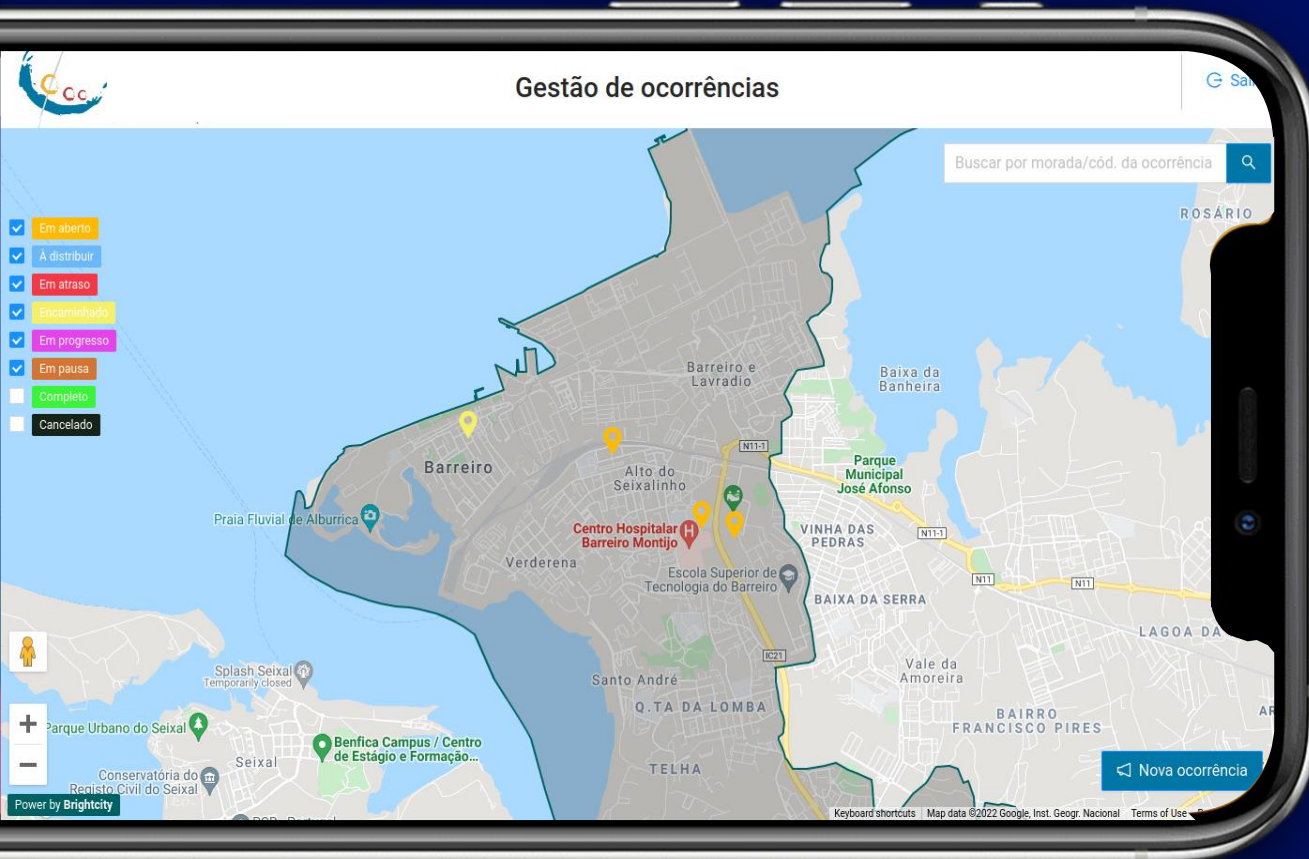 Gestão de ocorrências
Buscar por morada/cód. da ocorrência
ROSÁRIO
Em aberto
À distribuir
Em atraso
Encaminhado
Em progresso
Em pausa
Completo
Cancelado
Barreiro e
Lavradio
Baixa da
Banheira
N11-1
Barreiro
Alto do
Seixalinho
Parque
Municipal
José Afonso
Praia Fluvial de Alburrica
Centro Hospitalar
Barreiro Montijo
VINHA DAS
PEDRAS
N11-1
Verderena
Escola Superior de
Tecnologia do Barreiro
N11
N11
BAIXA DA SERRA
LAGOA DA
IC21
Vale da
Amoreira
Splash Seixal
Temporarily closed
Santo André
Q.TA DA LOMBA
BAIRRO
FRANCISCO PIRES
Parque Urbano do Seixal
Seixal
Benfica Campus / Centro
de Estágio e Formação...
TELHA
Nova ocorrência
Conservatória do
Registo Civil do Seixal
Power by Brightcity
Keyboard shortcuts
Map data ©2022 Google, Inst. Geogr. Nacional
Terms of Use